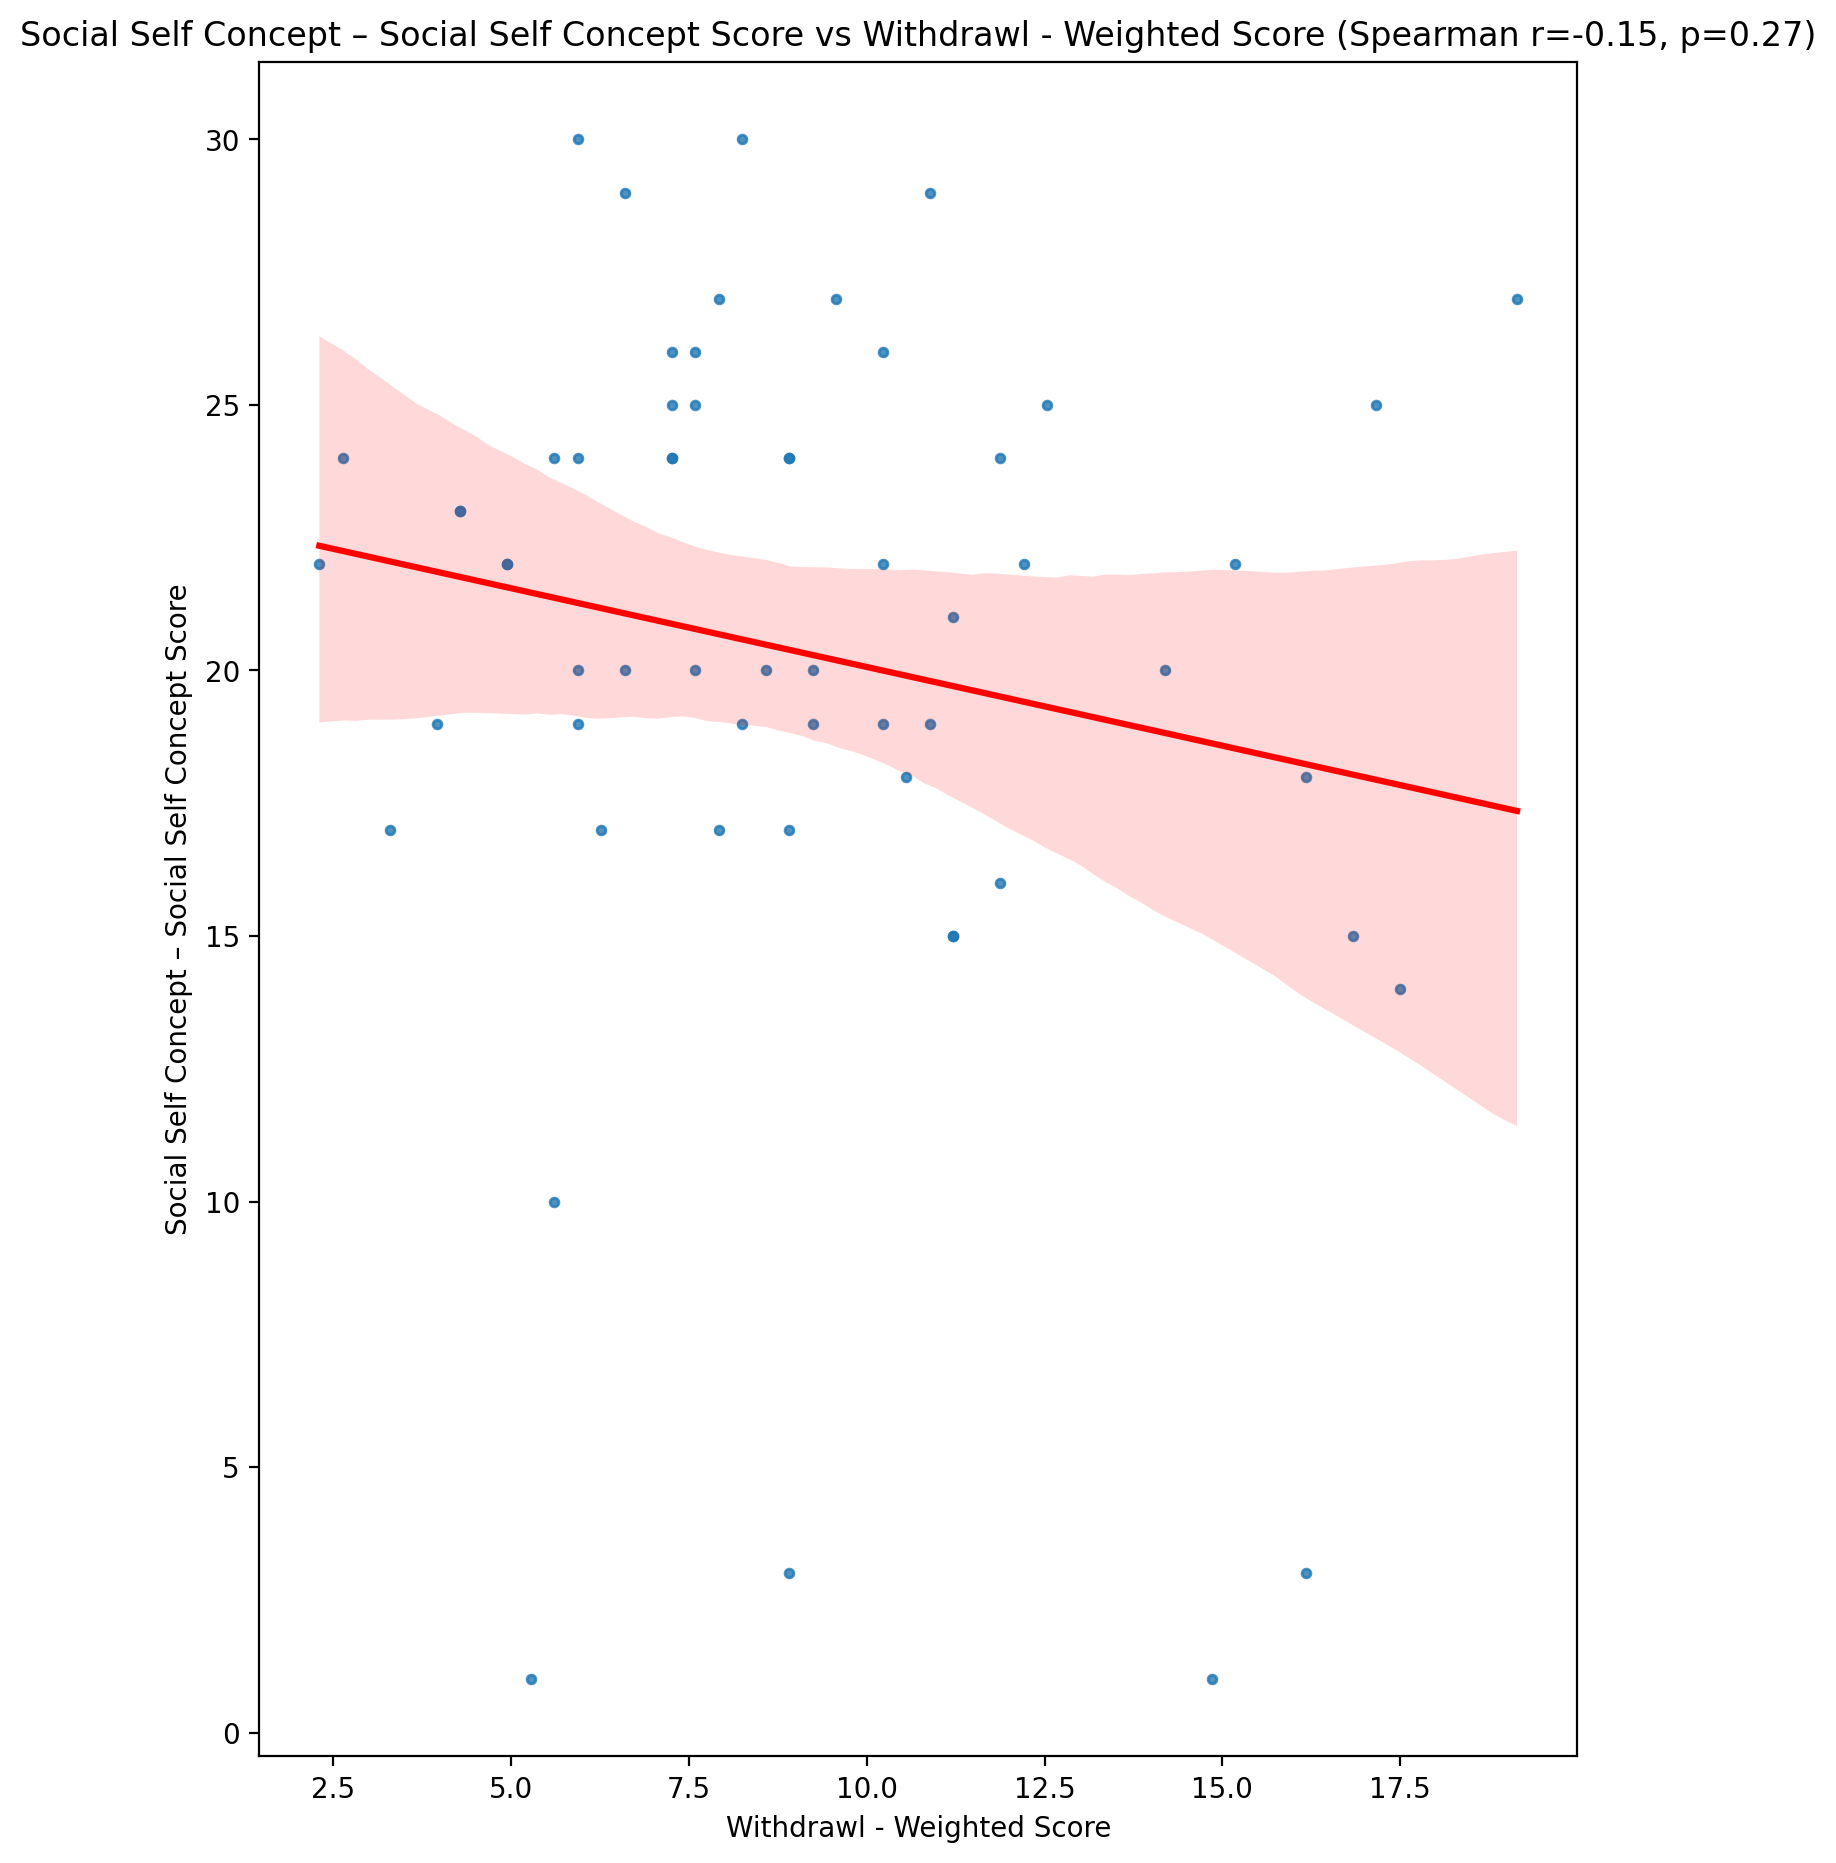 Social Self Concept – Social Self Concept Score vs Withdrawl - Weighted Score (Spearman r=-0.15, p=0.27)
Social Self Concept – Social Self Concept Score
30
25
20
15
10
5
0
2.5 5.0 7.5 10.0 12.5 15.0 17.5
Withdrawl - Weighted Score